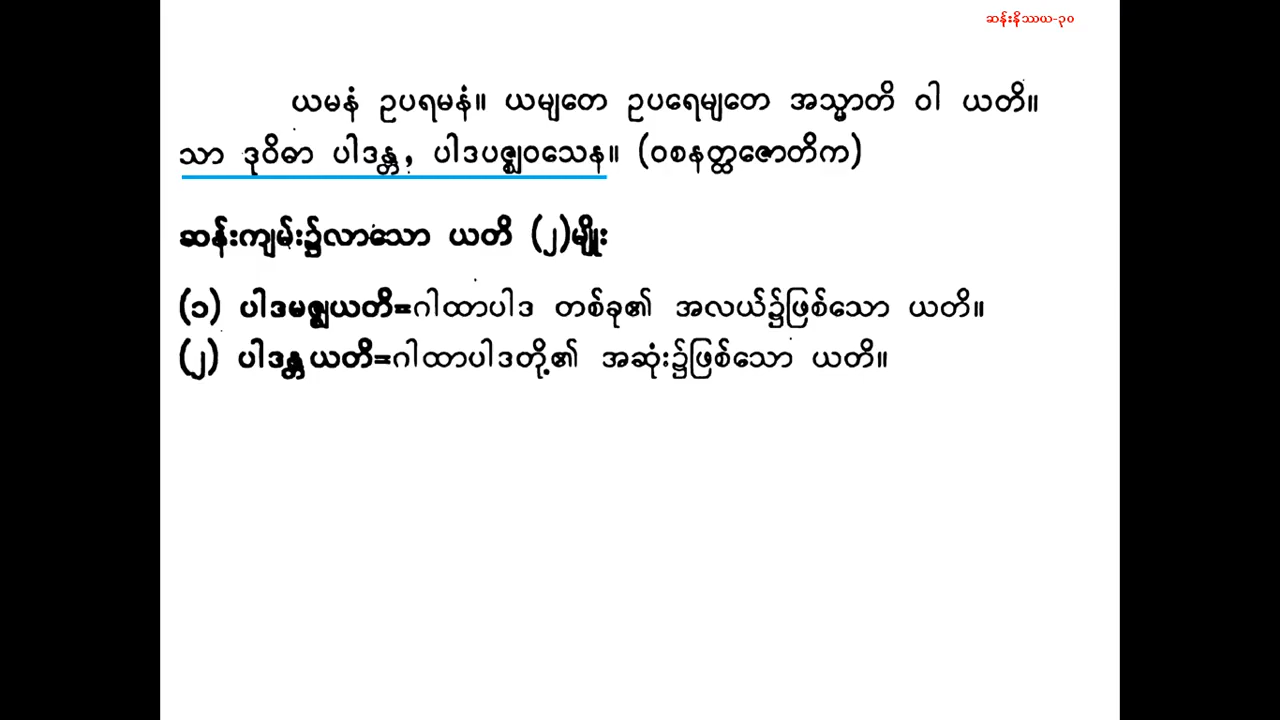 ဆန်းနိဿယ-၃၀
ယမနံ ဥပရမနံ။ ယမျတေ ဥပရေမျတေ အသ္မာတိ ဝါ ယတိ။
သာ ဒုဝိဓာ ပါဒန္တ, ပါဒပဇ္ဈဝသေန။ (ဝစနတ္ထဇောတိက)
ဆန်းကျမ်း၌လာသော ယတိ (၂)မျိုး
(၁) ပါဒမဇ္ဈယတိ=ဂါထာပါဒ တစ်ခု၏ အလယ်၌ဖြစ်သော ယတိ။
(၂) ပါဒန္တယတိ=ဂါထာပါဒတို့၏ အဆုံး၌ဖြစ်သော ယတိ။